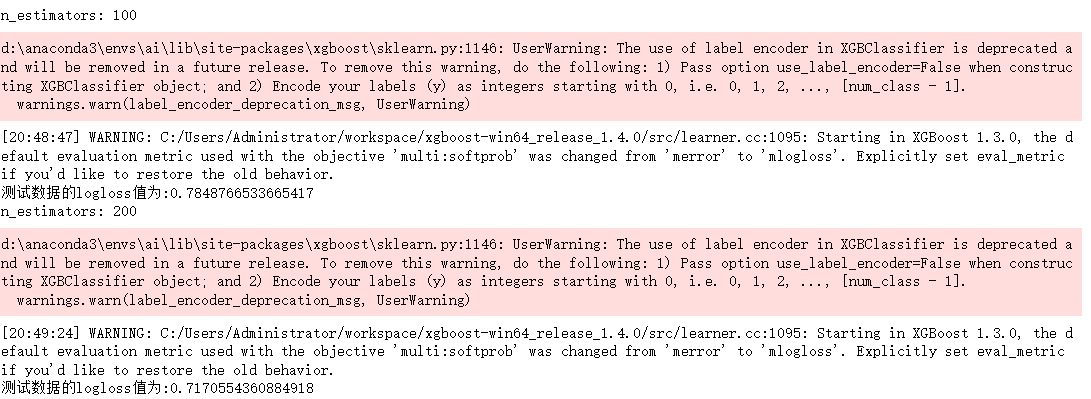 n_estimators: 100
d:\anaconda3\envs\ai\lib\site-packages\xgboost\sklearn.py:1146: UserWarning: The use of label encoder in XGBClassifier is deprecated a
nd will be removed in a future release. To remove this warning, do the following: 1) Pass option use_label_encoder=False when construc
ting XGBClassifier object; and 2) Encode your labels (y) as integers starting with 0, i.e. 0, 1, 2, ..., [num_class - 1].
  warnings.warn(label_encoder_deprecation_msg, UserWarning)
[20:48:47] WARNING: C:/Users/Administrator/workspace/xgboost-win64_release_1.4.0/src/learner.cc:1095: Starting in XGBoost 1.3.0, the d
efault evaluation metric used with the objective 'multi:softprob' was changed from 'merror' to 'mlogloss'. Explicitly set eval_metric
if you'd like to restore the old behavior.
测试数据的logloss值为:0.7848766533665417
n_estimators: 200
d:\anaconda3\envs\ai\lib\site-packages\xgboost\sklearn.py:1146: UserWarning: The use of label encoder in XGBClassifier is deprecated a
nd will be removed in a future release. To remove this warning, do the following: 1) Pass option use_label_encoder=False when construc
ting XGBClassifier object; and 2) Encode your labels (y) as integers starting with 0, i.e. 0, 1, 2, ..., [num_class - 1].
  warnings.warn(label_encoder_deprecation_msg, UserWarning)
[20:49:24] WARNING: C:/Users/Administrator/workspace/xgboost-win64_release_1.4.0/src/learner.cc:1095: Starting in XGBoost 1.3.0, the d
efault evaluation metric used with the objective 'multi:softprob' was changed from 'merror' to 'mlogloss'. Explicitly set eval_metric
if you'd like to restore the old behavior.
测试数据的logloss值为:0.7170554360884918